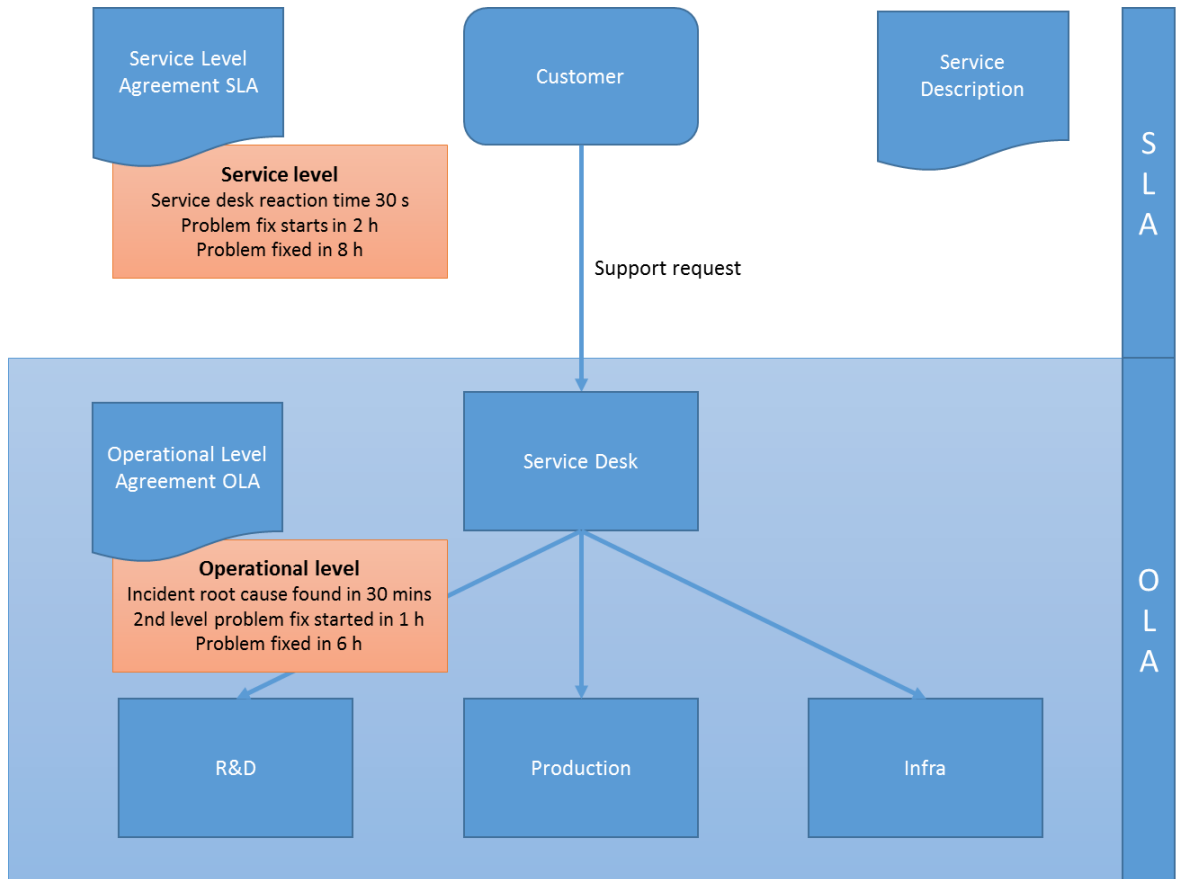 Service Level
Agreement SLA
Customer
Service
Description
Service level
Service desk reaction time 30 s
Problem fix starts in 2 h
Problem fixed in 8 h
Support request
S
L
A
Operational Level
Agreement OLA
Service Desk
Operational level
Incident root cause found in 30 mins
2nd level problem fix started in 1 h
Problem fixed in 6 h
O
L
A
R&D
Production
Infra